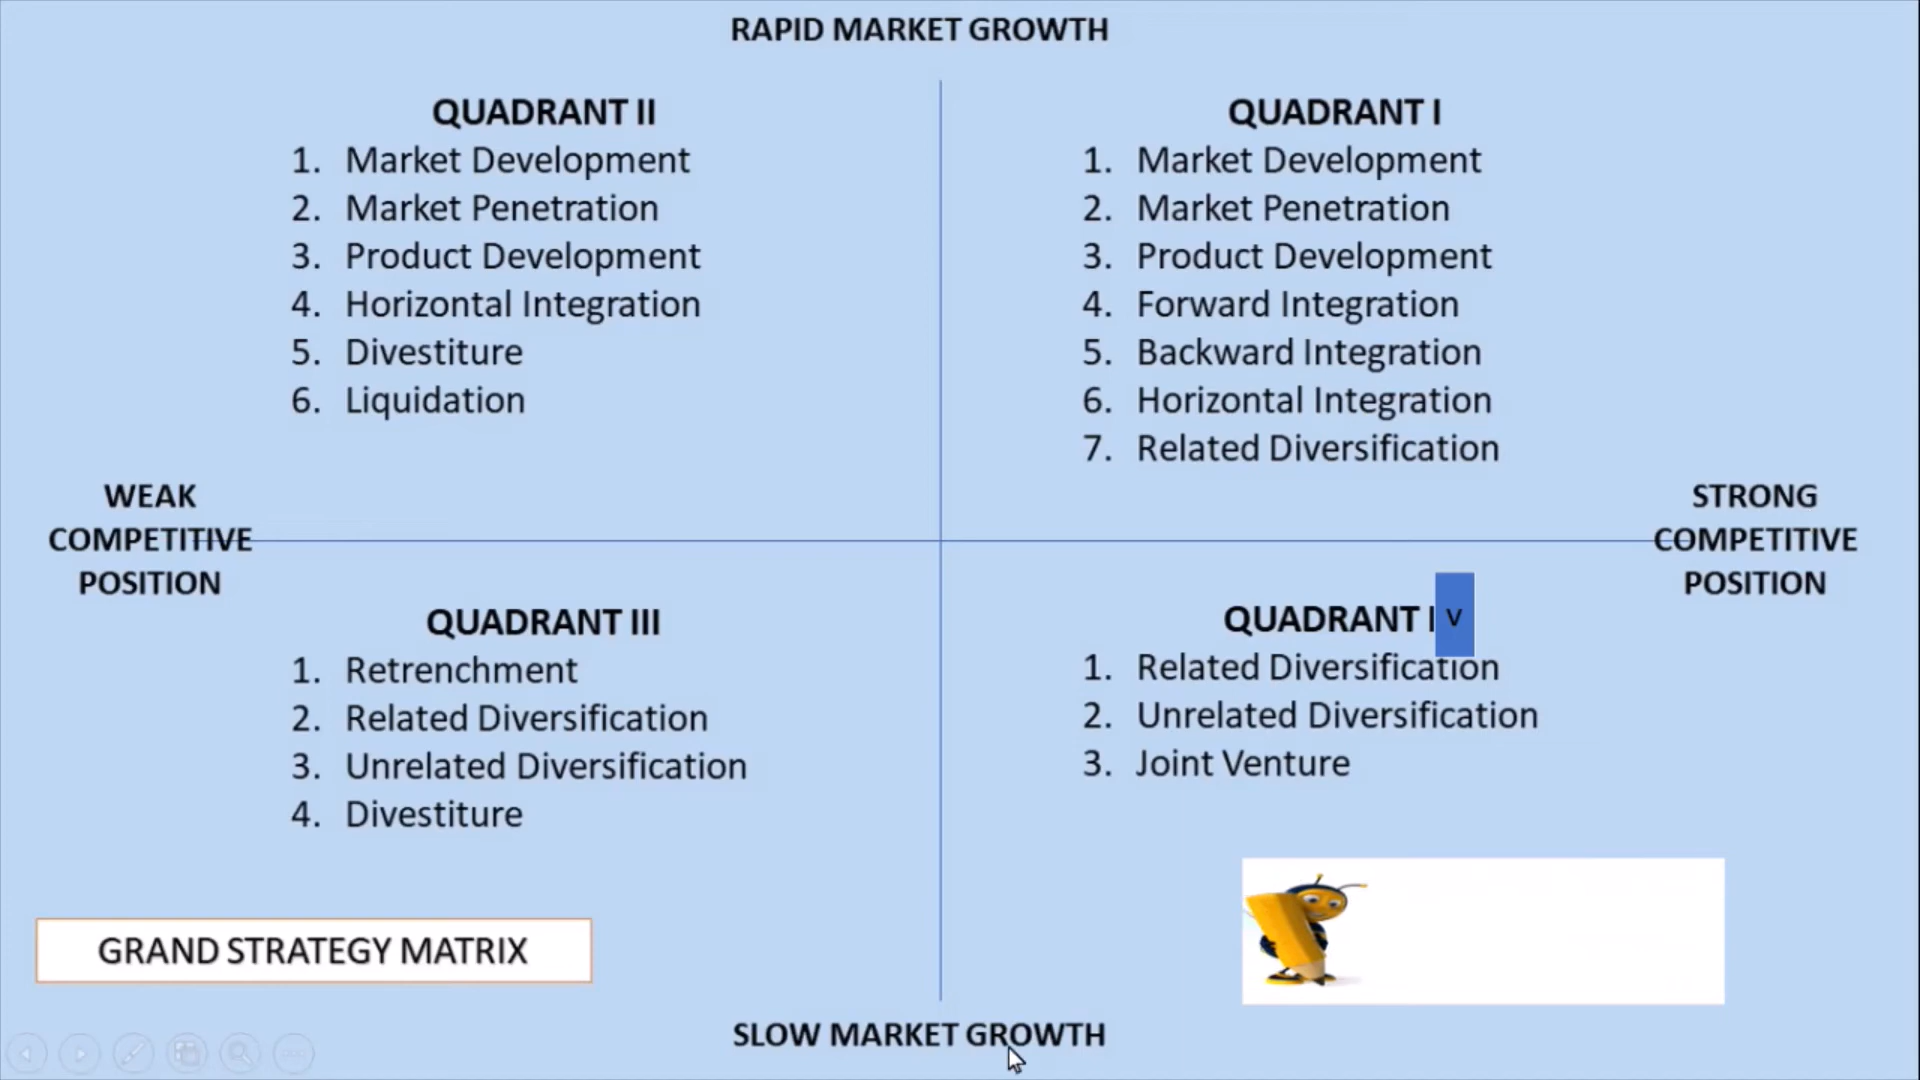 RAPID MARKET GROWTH
QUADRANT II
1. Market Development
2. Market Penetration
3. Product Development
4. Horizontal Integration
5. Divestiture
6. Liquidation
QUADRANT I
1. Market Development
2. Market Penetration
3. Product Development
4. Forward Integration
5. Backward Integration
6. Horizontal Integration
7. Related Diversification
WEAK
COMPETITIVE
POSITION
STRONG
COMPETITIVE
POSITION
QUADRANT III
1. Retrenchment
2. Related Diversification
3. Unrelated Diversification
4. Divestiture
QUADRANT I V
1. Related Diversification
2. Unrelated Diversification
3. Joint Venture
GRAND STRATEGY MATRIX
SLOW MARKET GROWTH